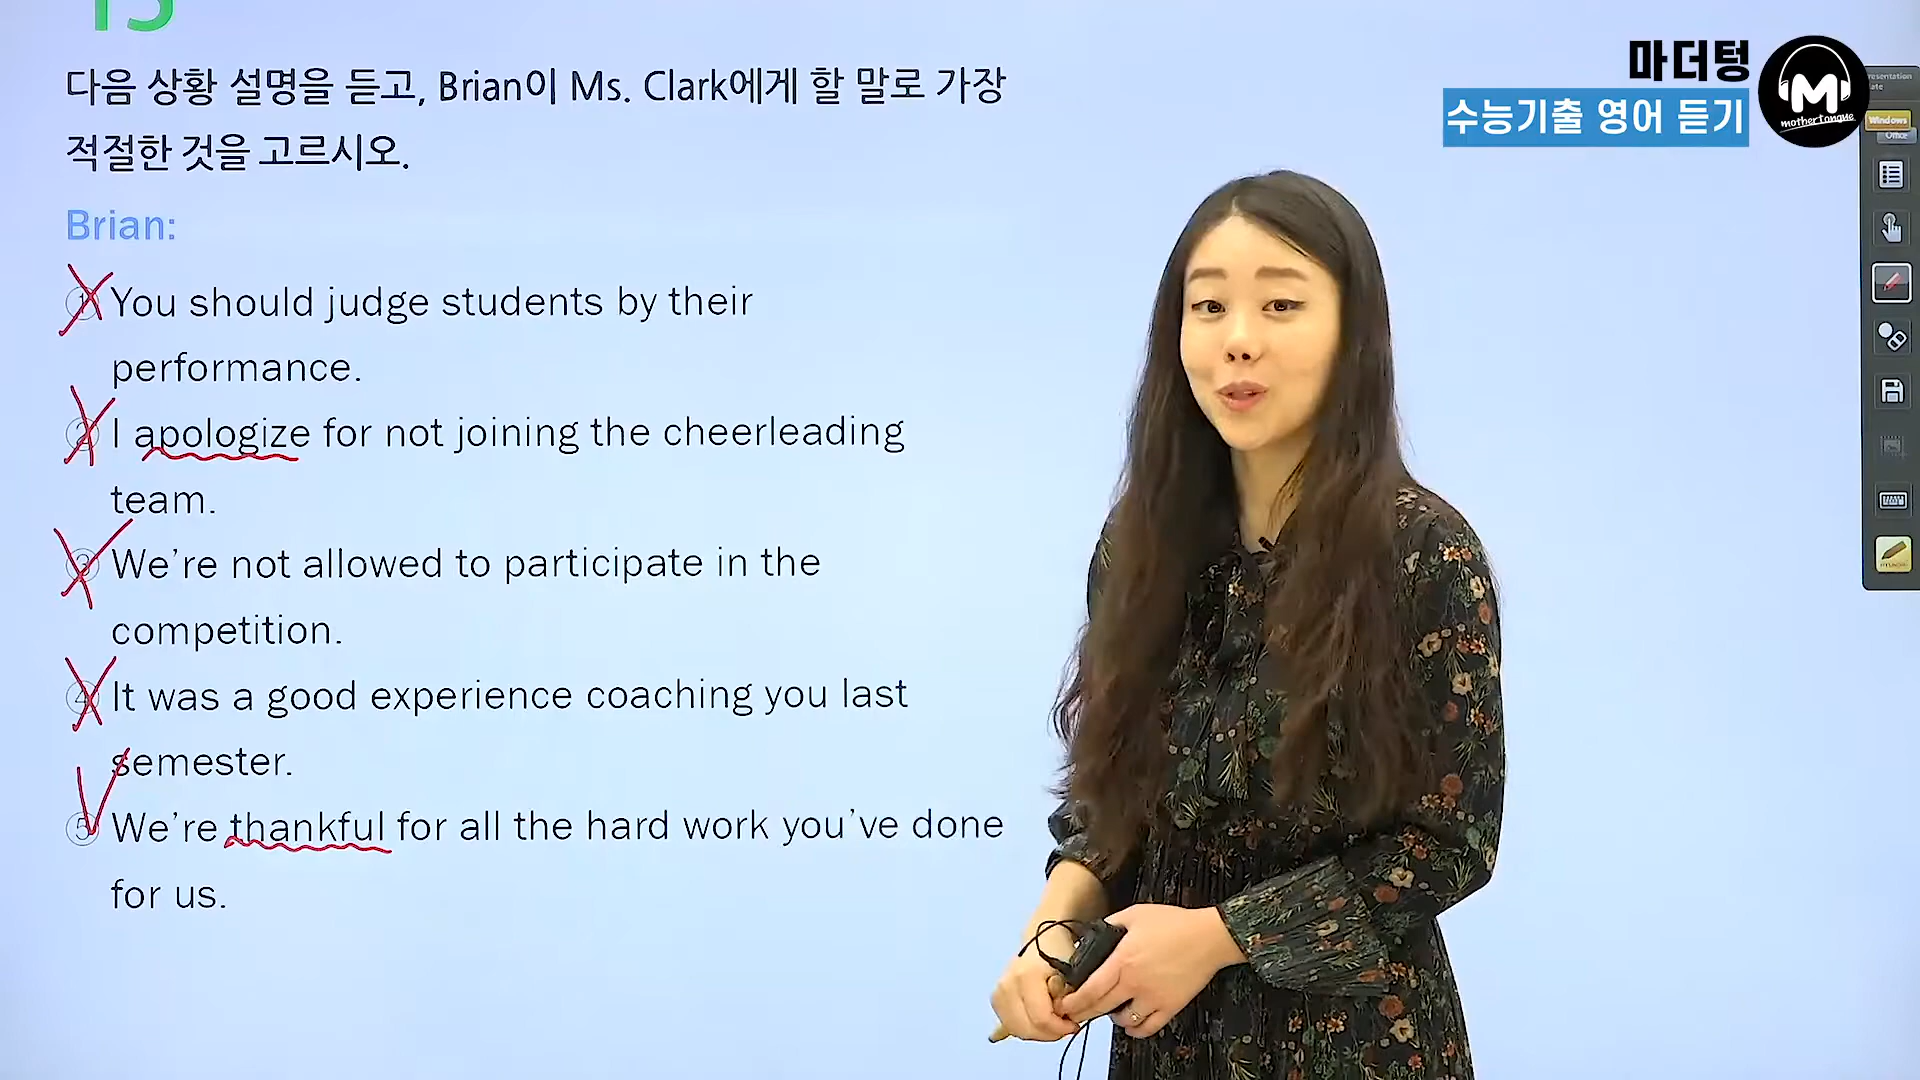 15
다음 상황 설명을 듣고, Brian이 Ms. Clark에게 할 말로 가장
적절한 것을 고르시오.
Brian:
① You should judge students by their
performance.
② I apologize for not joining the cheerleading
team.
③ We're not allowed to participate in the
competition.
④ It was a good experience coaching you last
semester.
⑤ We're thankful for all the hard work you've done
for us.
마더텅
수능기출 영어 듣기
M
mothertongue
Windows
Office